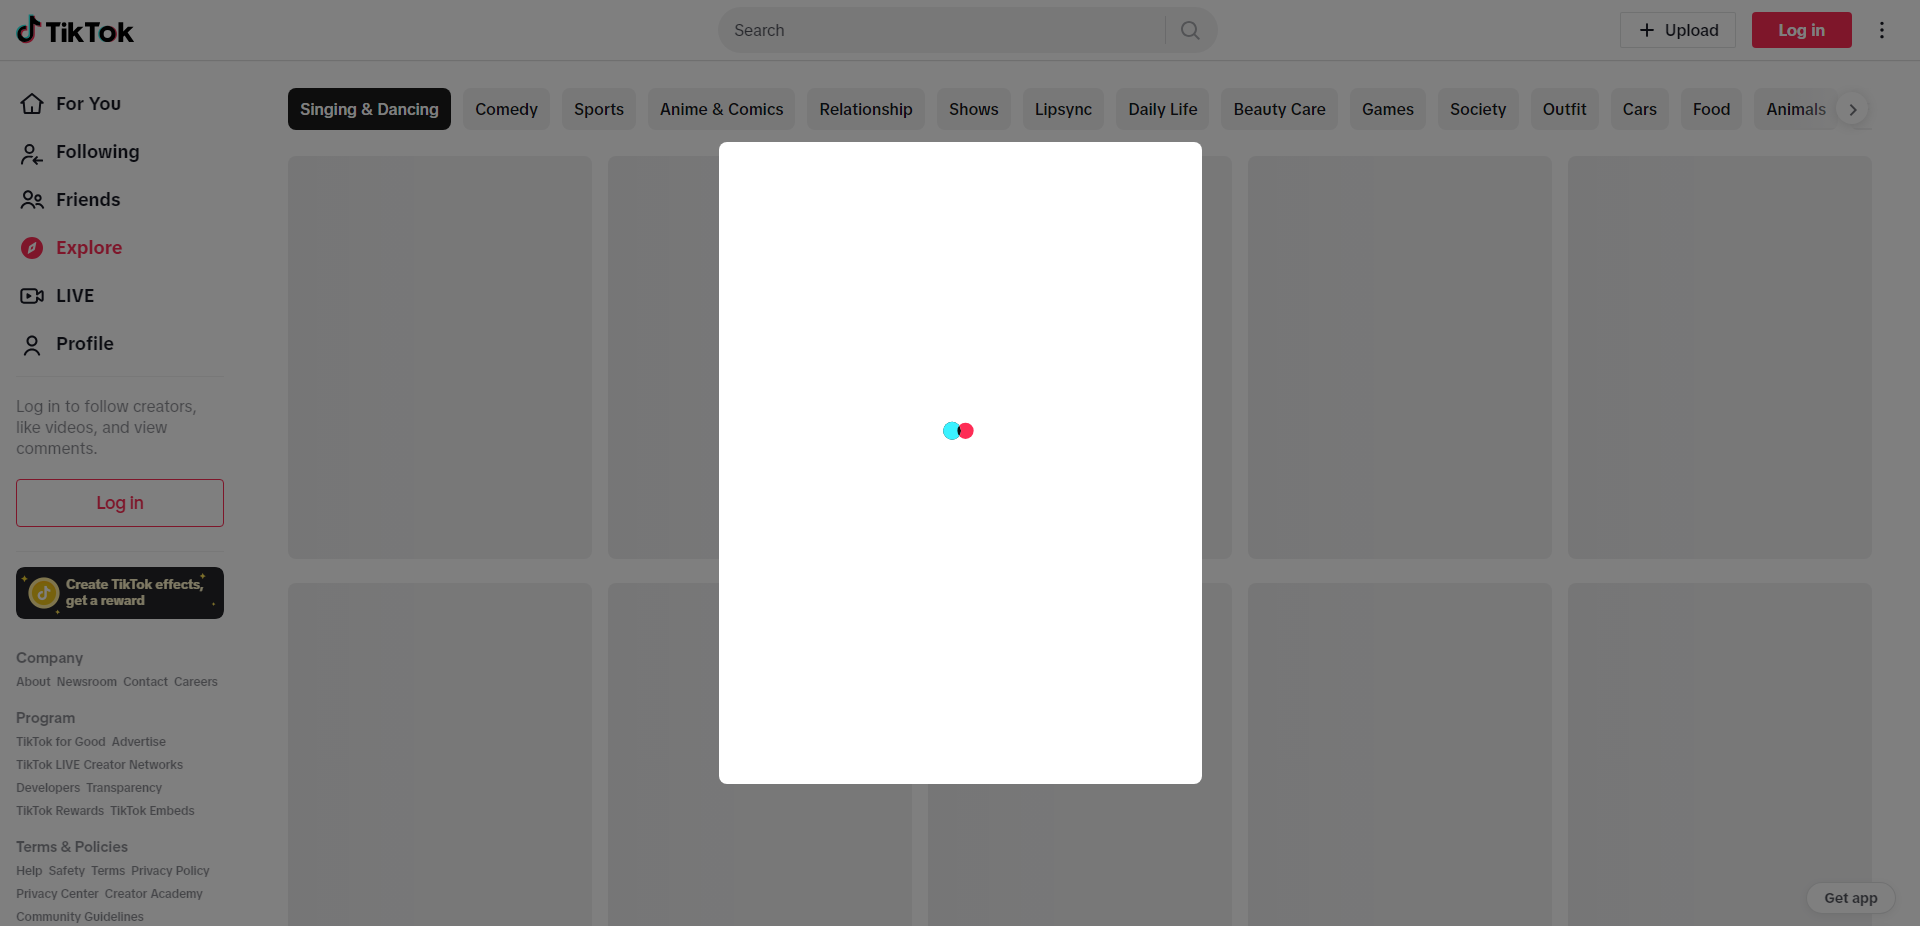 TikTok
Search
Upload
Log in
For You
Following
Friends
Explore
LIVE
Profile
Log in to follow creators,
like videos, and view
comments.
Log in
Create TikTok effects,
get a reward
Company
About Newsroom Contact Careers
Program
TikTok for Good Advertise
TikTok LIVE Creator Networks
Developers Transparency
TikTok Rewards TikTok Embeds
Terms & Policies
Help Safety Terms Privacy Policy
Privacy Center Creator Academy
Community Guidelines
Singing & Dancing Comedy Sports Anime & Comics Relationship Shows Lipsync Daily Life Beauty Care Games Society Outfit Cars Food Animals
Get app